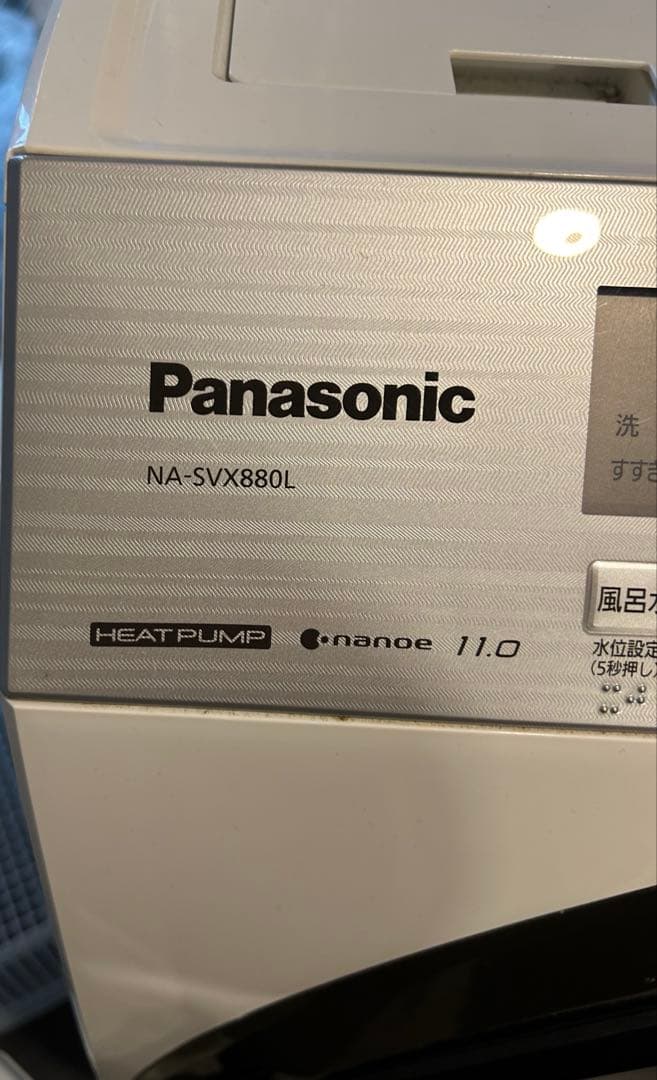 Panasonic
NA-SVX880L
洗
すすぎ
HEAT PUMP nanoe 11.0
風呂水
水位設定
(5秒押し)